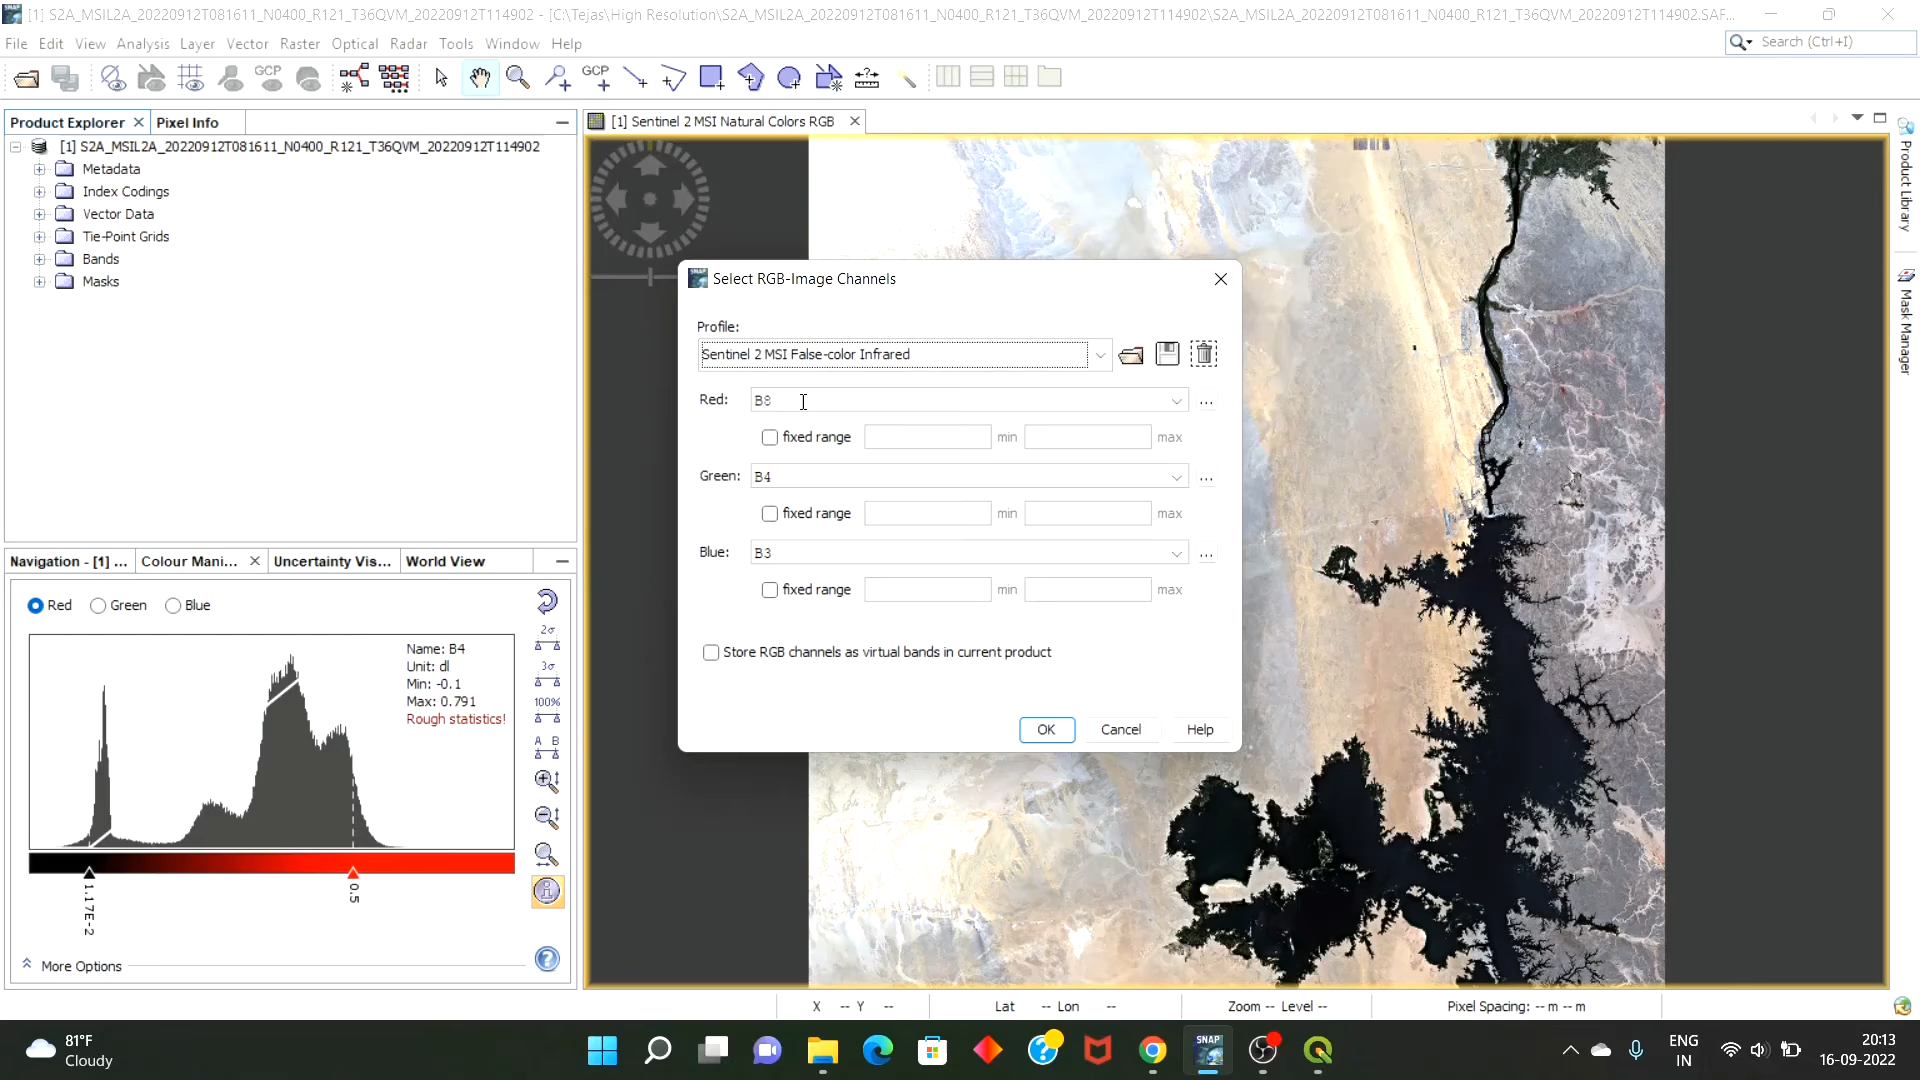 [1] S2A_MSIL2A_20220912T081611_N0400_R121_T36QVM_20220912T114902 - [C:\Tejas\High Resolution\S2A_MSIL2A_20220912T081611_N0400_R121_T36QVM_20220912T114902\S2A_MSIL2A_20220912T081611_N0400_R121_T36QVM_20220912T114902.SAF...
File Edit View Analysis Layer Vector Raster Optical Radar Tools Window Help
Search (Ctrl+I)
GCP
GCP
Product Explorer
Pixel Info
[1] Sentinel 2 MSI Natural Colors RGB
[1] S2A_MSIL2A_20220912T081611_N0400_R121_T36QVM_20220912T114902
Metadata
Index Codings
Vector Data
Tie-Point Grids
Bands
Masks
Product Library
Mask Manager
SNAP Select RGB-Image Channels
Profile:
Sentinel 2 MSI False-color Infrared
Red: B8 ...
fixed range min max
Green: B4 ...
fixed range min max
Blue: B3 ...
fixed range min max
Store RGB channels as virtual bands in current product
OK Cancel Help
Navigation - [1] ... Colour Mani... Uncertainty Vis... World View
Red Green Blue
Name: B4
Unit: dl
Min: -0.1
Max: 0.791
Rough statistics!
2σ
3σ
100%
A B
1.17E-2
0.5
More Options
X -- Y -- Lat -- Lon -- Zoom -- Level -- Pixel Spacing: -- m -- m
81°F
Cloudy
SNAP
ENG
IN
20:13
16-09-2022